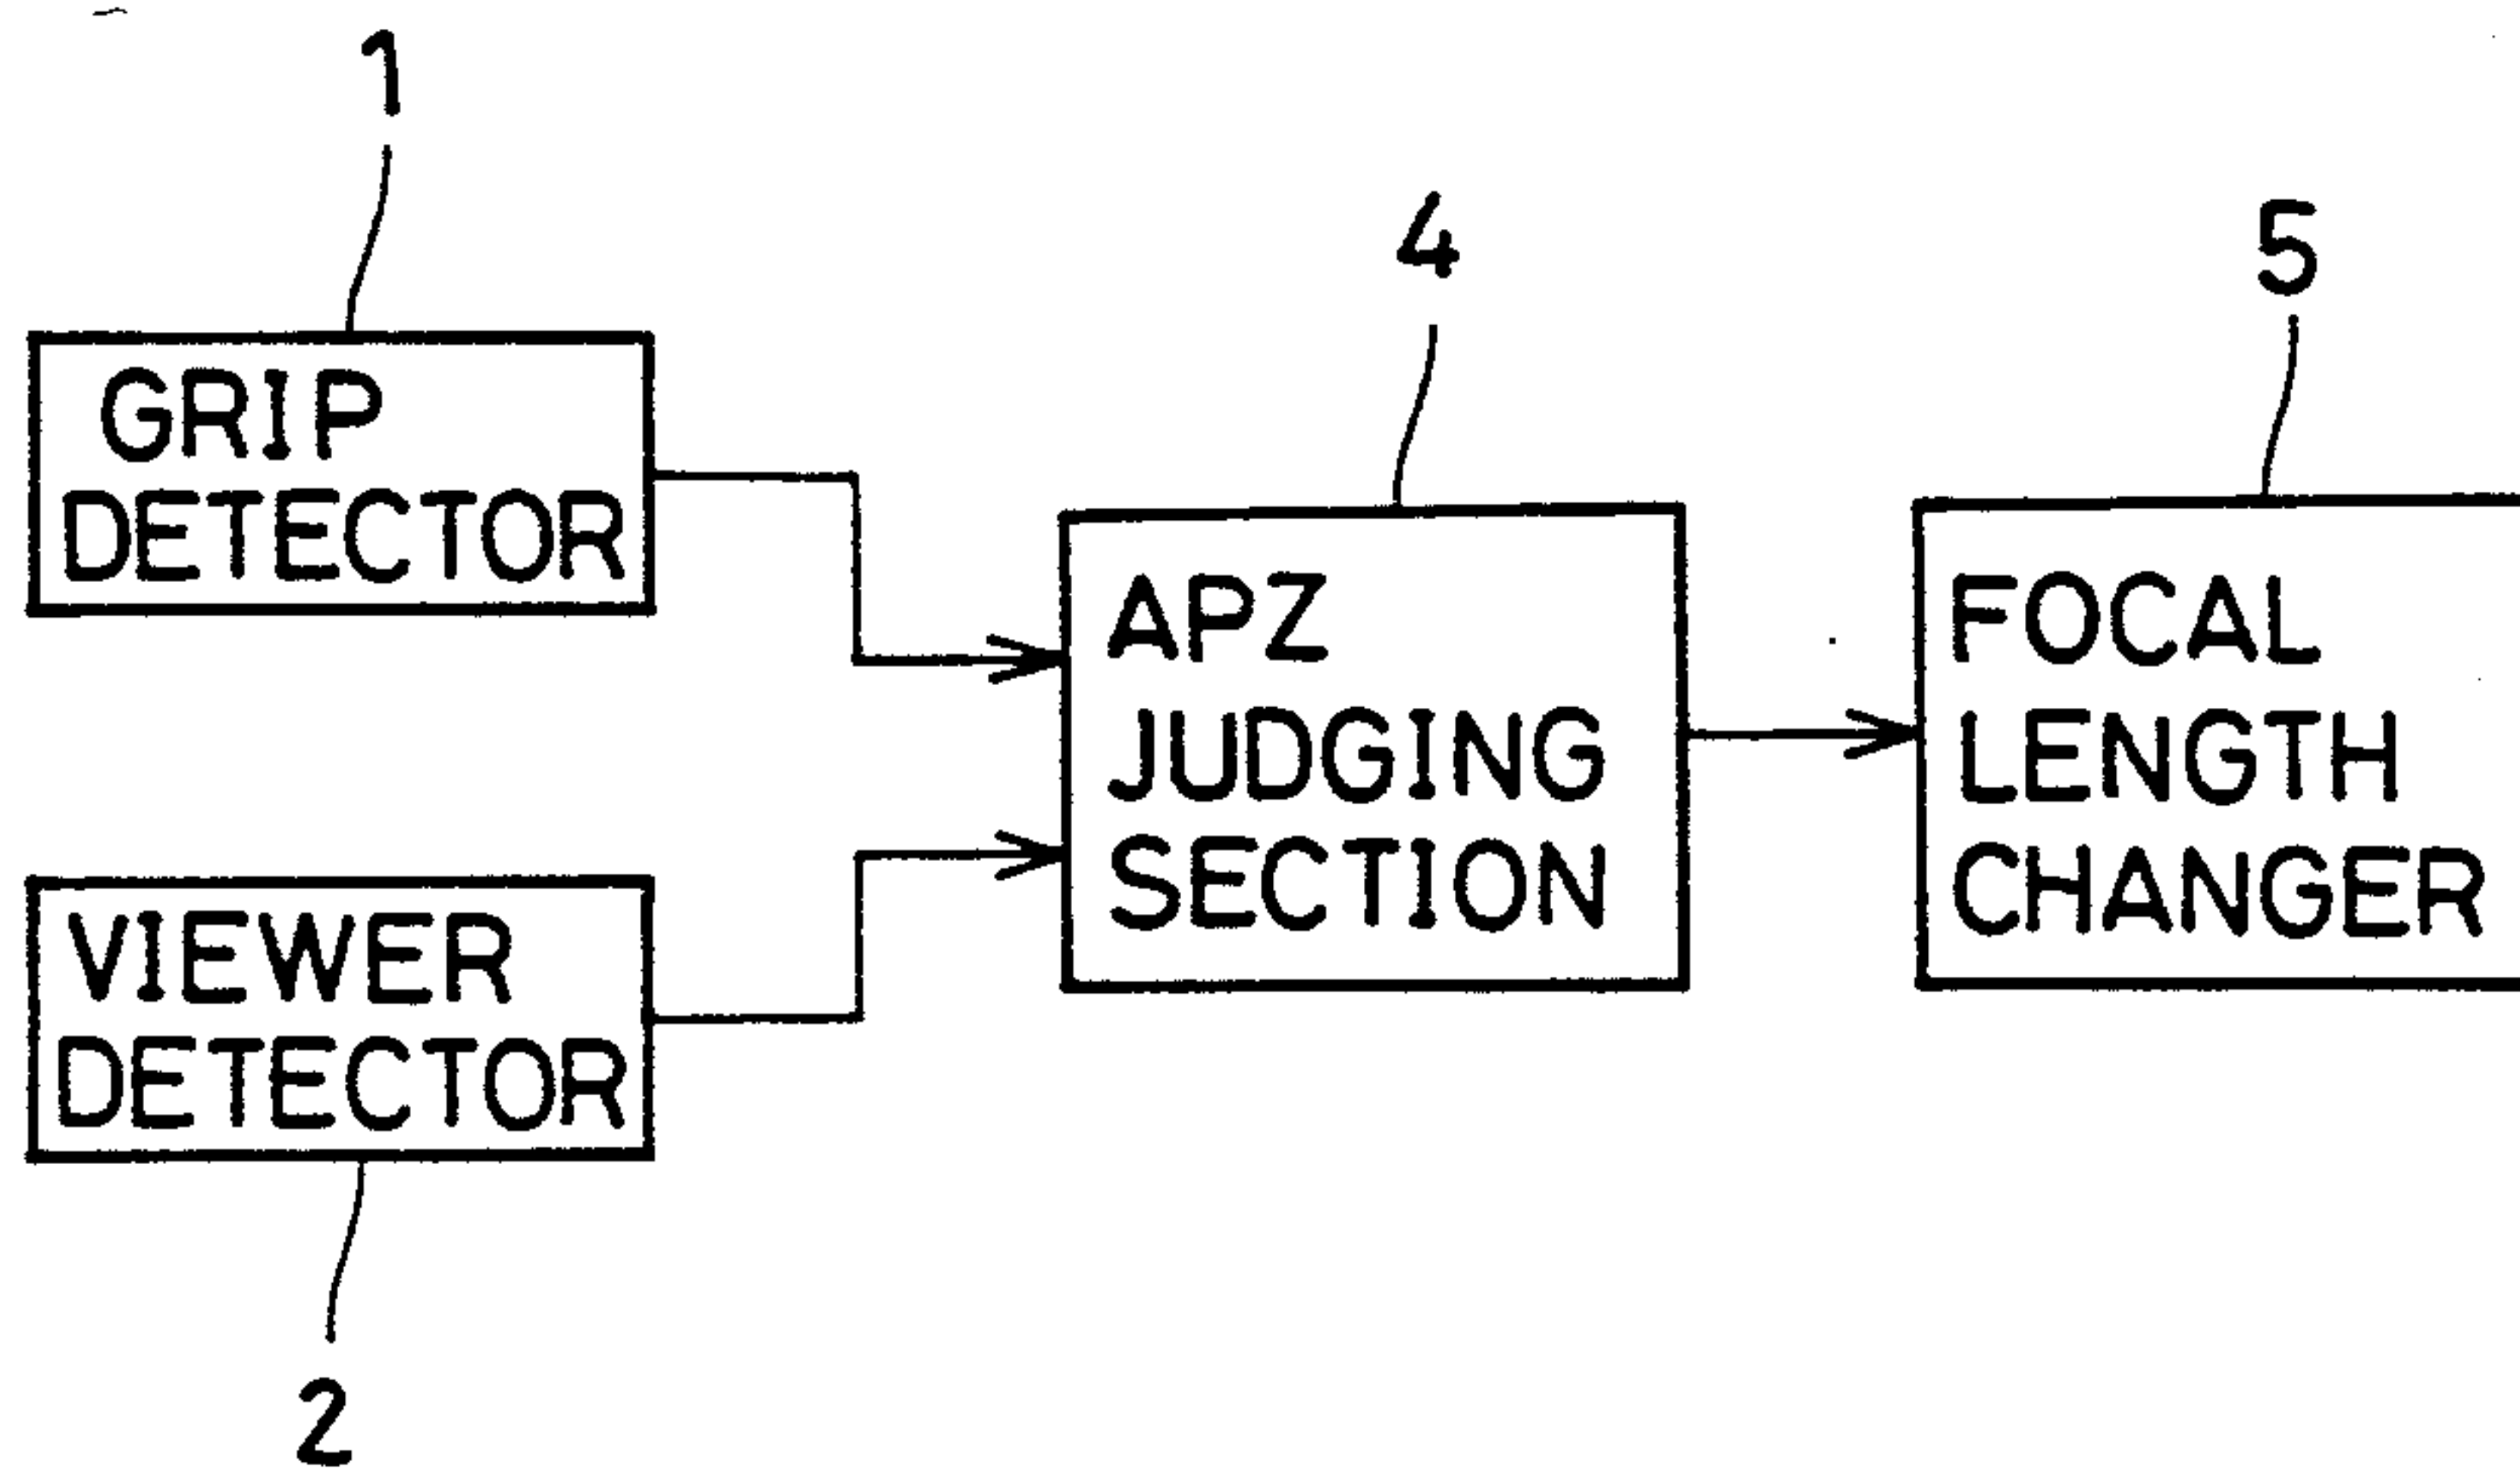 1
GRIP
DETECTOR
4
APZ
JUDGING
SECTION
5
FOCAL
LENGTH
CHANGER
VIEWER
DETECTOR
2